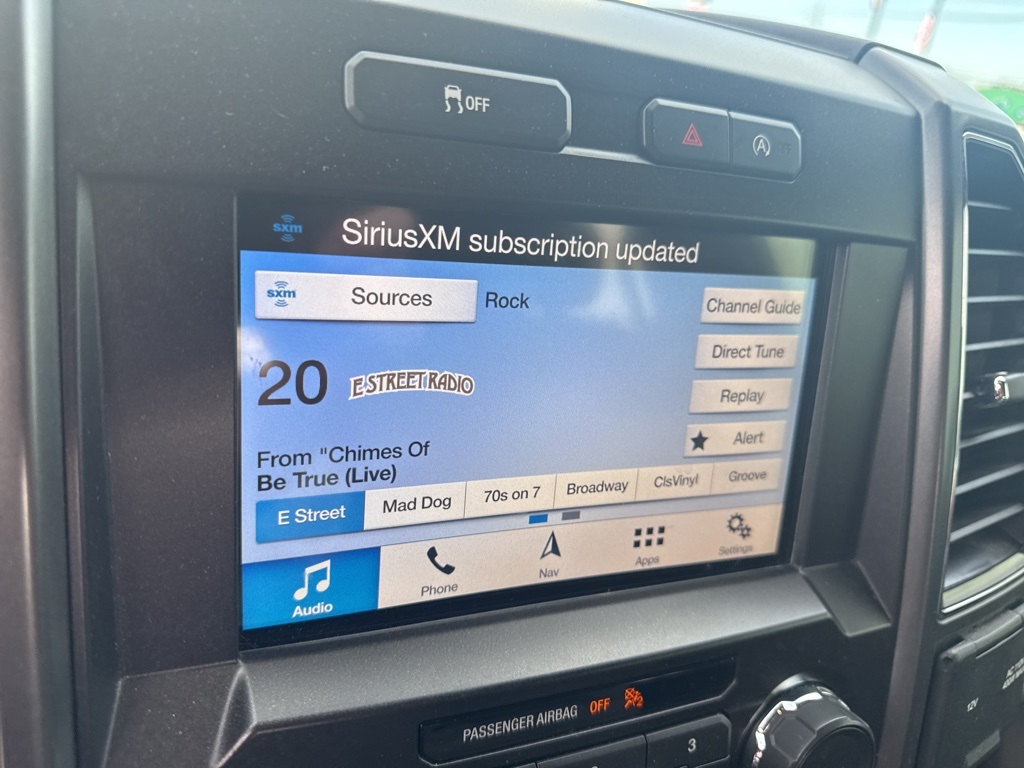 OFF
sxm
SiriusXM subscription updated
sxm
Sources
Rock
Channel Guide
20
E STREET RADIO
Direct Tune
Replay
Alert
From "Chimes Of
Be True (Live)
E Street
Mad Dog
70s on 7
Broadway
ClsVinyl
Groove
Audio
Phone
Nav
Apps
Settings
PASSENGER AIRBAG OFF
2
3
12V